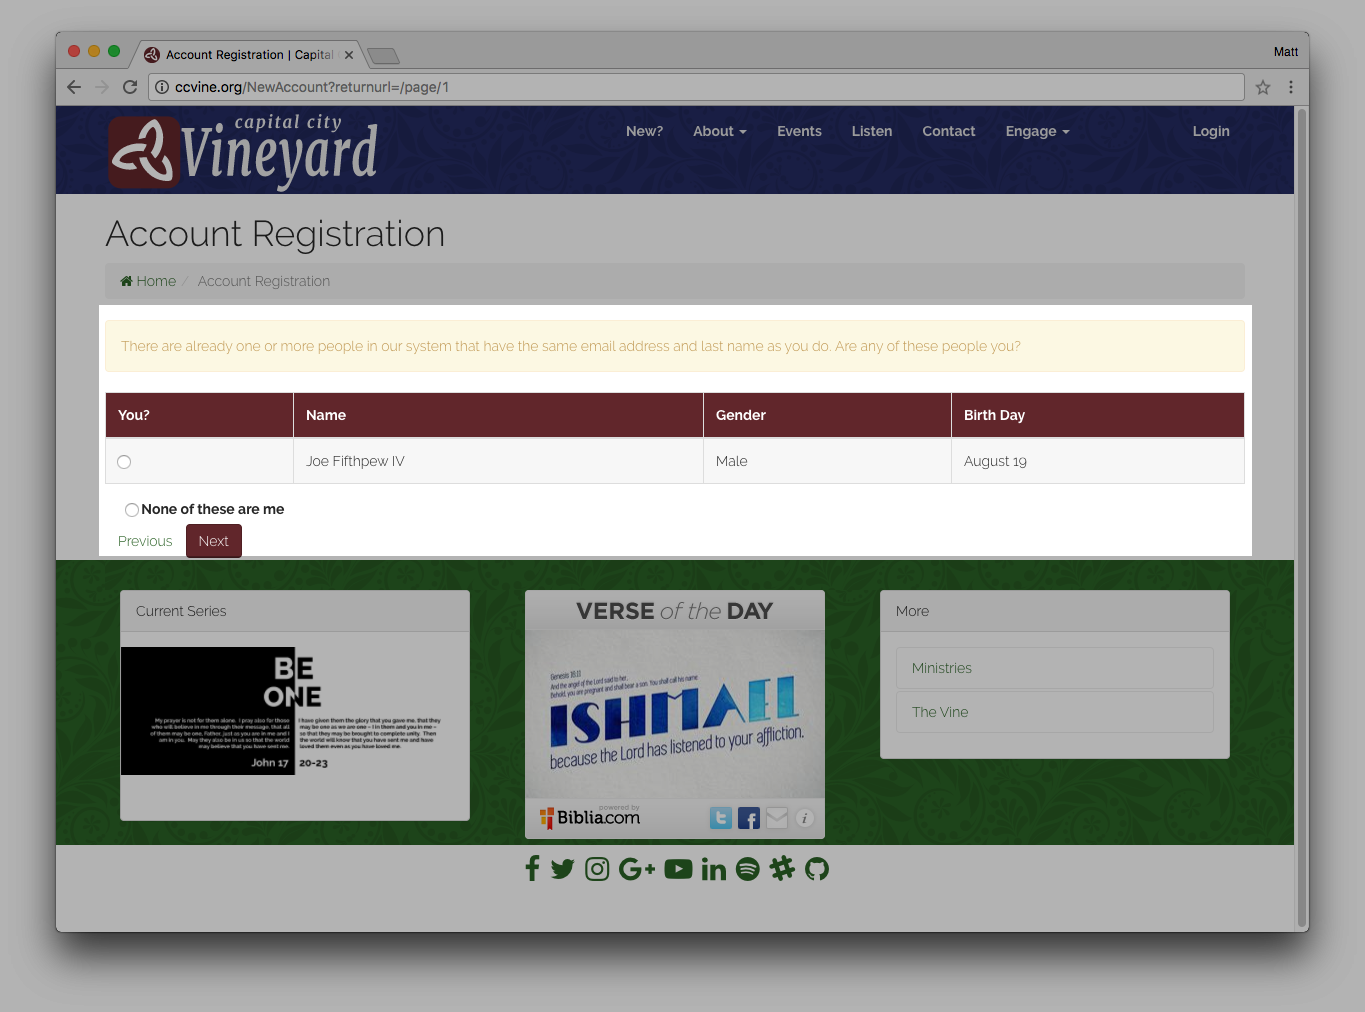 Account Registration | Capital
Matt
ccvine.org/NewAccount?returnurl=/page/1
capital city
Vineyard
New?
About
Events
Listen
Contact
Engage
Login
Account Registration
Home / Account Registration
There are already one or more people in our system that have the same email address and last name as you do. Are any of these people you?
You? Name Gender Birth Day
Joe Fifthpew IV Male August 19
None of these are me
Previous Next
Current Series
BE
ONE
My prayer is not for them alone. I pray also for those
who will believe in me through their message, that all
of them may be one, Father, just as you are in me and I
am in you. May they also be in us so that the world
may believe that you have sent me.
I have given them the glory that you gave me, that they
may be one as we are one – I in them and you in me –
so that they may be brought to complete unity. Then
the world will know that you have sent me and have
loved them even as you have loved me.
John 17 20-23
VERSE of the DAY
Genesis 16:11
And the angel of the Lord said to her,
Behold, you are pregnant and shall bear a son. You shall call his name
ISHMAEL
because the Lord has listened to your affliction.
powered by
Biblia.com
More
Ministries
The Vine